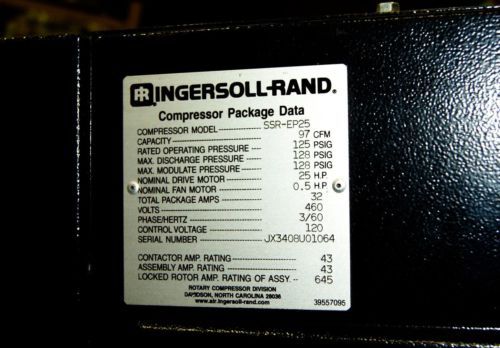 IR INGERSOLL-RAND®
Compressor Package Data
COMPRESSOR MODEL SSR-EP25
CAPACITY 97 CFM
RATED OPERATING PRESSURE 125 PSIG
MAX. DISCHARGE PRESSURE 128 PSIG
MAX. MODULATE PRESSURE 128 PSIG
NOMINAL DRIVE MOTOR 25 H.P.
NOMINAL FAN MOTOR 0.5 H.P.
TOTAL PACKAGE AMPS 32
VOLTS 460
PHASE/HERTZ 3/60
CONTROL VOLTAGE 120
SERIAL NUMBER JX3408U01064
CONTACTOR AMP. RATING 43
ASSEMBLY AMP. RATING 43
LOCKED ROTOR AMP. RATING OF ASSY. 645
ROTARY COMPRESSOR DIVISION
DAVIDSON, NORTH CAROLINA 28036
www.air.ingersoll-rand.com 39557095